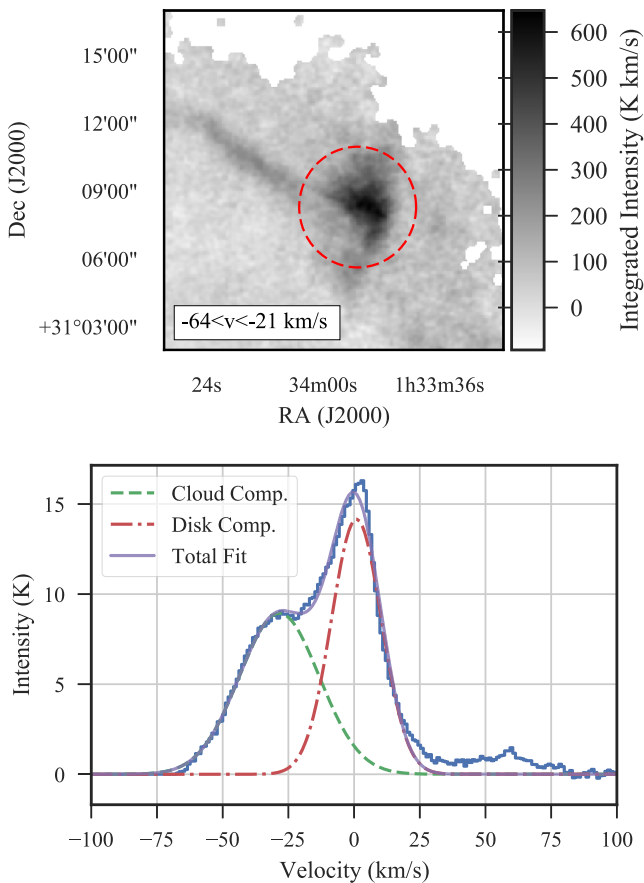 15'00"
12'00"
09'00"
06'00"
+31°03'00"
Dec (J2000)
-64<v<-21 km/s
24s 34m00s 1h33m36s
RA (J2000)
600
500
400
300
200
100
0
Integrated Intensity (K km/s)
Cloud Comp.
Disk Comp.
Total Fit
15
10
5
0
Intensity (K)
−100 −75 −50 −25 0 25 50 75 100
Velocity (km/s)